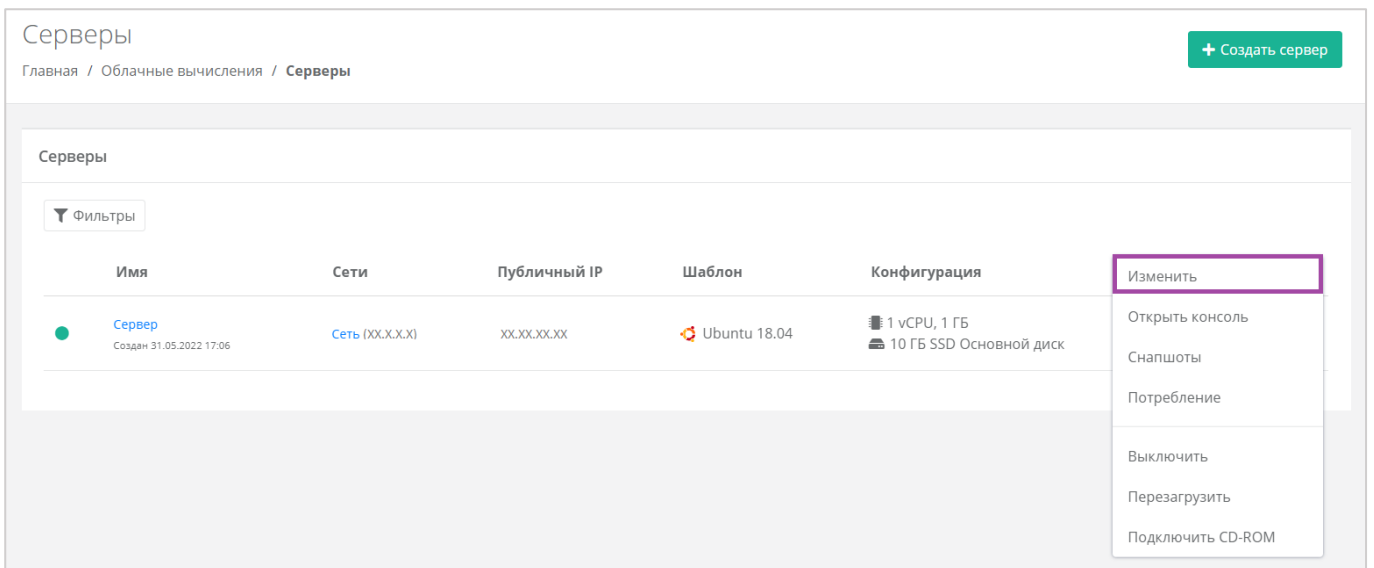 Серверы
+ Создать сервер
Главная / Облачные вычисления / Серверы
Серверы
Фильтры
Имя Сети Публичный IP Шаблон Конфигурация
Сервер
Создан 31.05.2022 17:06
Сеть (XX.X.X.X)
XX.XX.XX.XX
Ubuntu 18.04
1 vCPU, 1 ГБ
10 ГБ SSD Основной диск
Изменить
Открыть консоль
Снапшоты
Потребление
Выключить
Перезагрузить
Подключить CD-ROM